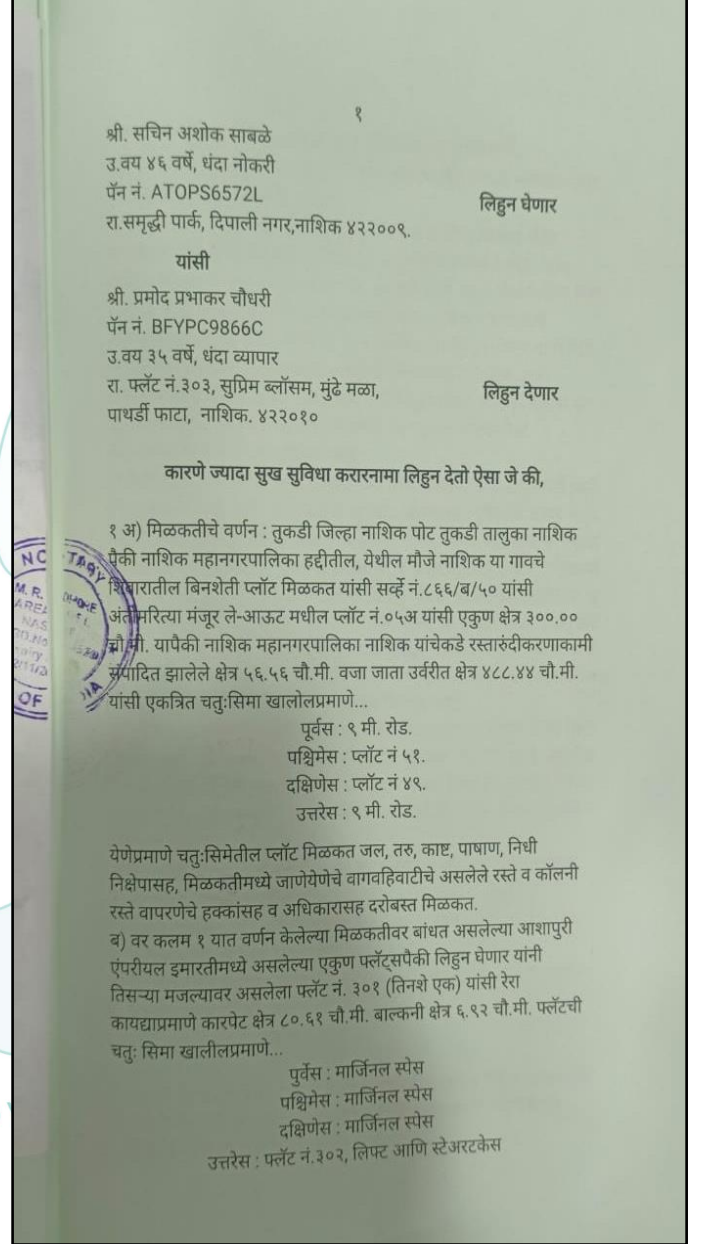 १
श्री. सचिन अशोक साबळे
उ.वय ४६ वर्षे, धंदा नोकरी
पॅन नं. ATOPS6572L
लिहुन घेणार
रा.समृद्धी पार्क, दिपाली नगर,नाशिक ४२२००९.
यांसी
श्री. प्रमोद प्रभाकर चौधरी
पॅन नं. BFYPC9866C
उ.वय ३५ वर्षे, धंदा व्यापार
रा. फ्लॅट नं.३०३, सुप्रिम ब्लॉसम, मुंढे मळा,
लिहुन देणार
पाथर्डी फाटा, नाशिक. ४२२०१०
कारणे ज्यादा सुख सुविधा करारनामा लिहुन देतो ऐसा जे की,
१ अ) मिळकतीचे वर्णन : तुकडी जिल्हा नाशिक पोट तुकडी तालुका नाशिक
पैकी नाशिक महानगरपालिका हद्दीतील, येथील मौजे नाशिक या गावचे
शिवारातील बिनशेती प्लॉट मिळकत यांसी सर्व्हे नं.८६६/ब/५० यांसी
अंतीमरित्या मंजूर ले-आऊट मधील प्लॉट नं.०५अ यांसी एकुण क्षेत्र ३००.००
चौ.मी. यापैकी नाशिक महानगरपालिका नाशिक यांचेकडे रस्तारुंदीकरणाकामी
संपादित झालेले क्षेत्र ५६.५६ चौ.मी. वजा जाता उर्वरीत क्षेत्र ४८८.४४ चौ.मी.
यांसी एकत्रित चतुःसिमा खालोलप्रमाणे...
पूर्वेस : ९ मी. रोड.
पश्चिमेस : प्लॉट नं ५१.
दक्षिणेस : प्लॉट नं ४९.
उत्तरेस : ९ मी. रोड.
येणेप्रमाणे चतुःसिमेतील प्लॉट मिळकत जल, तरु, काष्ट, पाषाण, निधी
निक्षेपासह, मिळकतीमध्ये जाणेयेणेचे वागवहिवाटीचे असलेले रस्ते व कॉलनी
रस्ते वापरणेचे हक्कांसह व अधिकारासह दरोबस्त मिळकत.
ब) वर कलम १ यात वर्णन केलेल्या मिळकतीवर बांधत असलेल्या आशापुरी
एंपरीयल इमारतीमध्ये असलेल्या एकुण फ्लॅट्सपैकी लिहुन घेणार यांनी
तिसऱ्या मजल्यावर असलेला फ्लॅट नं. ३०१ (तिनशे एक) यांसी रेरा
कायद्याप्रमाणे कारपेट क्षेत्र ८०.६१ चौ.मी. बाल्कनी क्षेत्र ६.९२ चौ.मी. फ्लॅटची
चतुः सिमा खालीलप्रमाणे...
पुर्वेस : मार्जिनल स्पेस
पश्चिमेस : मार्जिनल स्पेस
दक्षिणेस : मार्जिनल स्पेस
उत्तरेस : फ्लॅट नं.३०२, लिफ्ट आणि स्टेअरटकेस
M. R.
AREA
OF